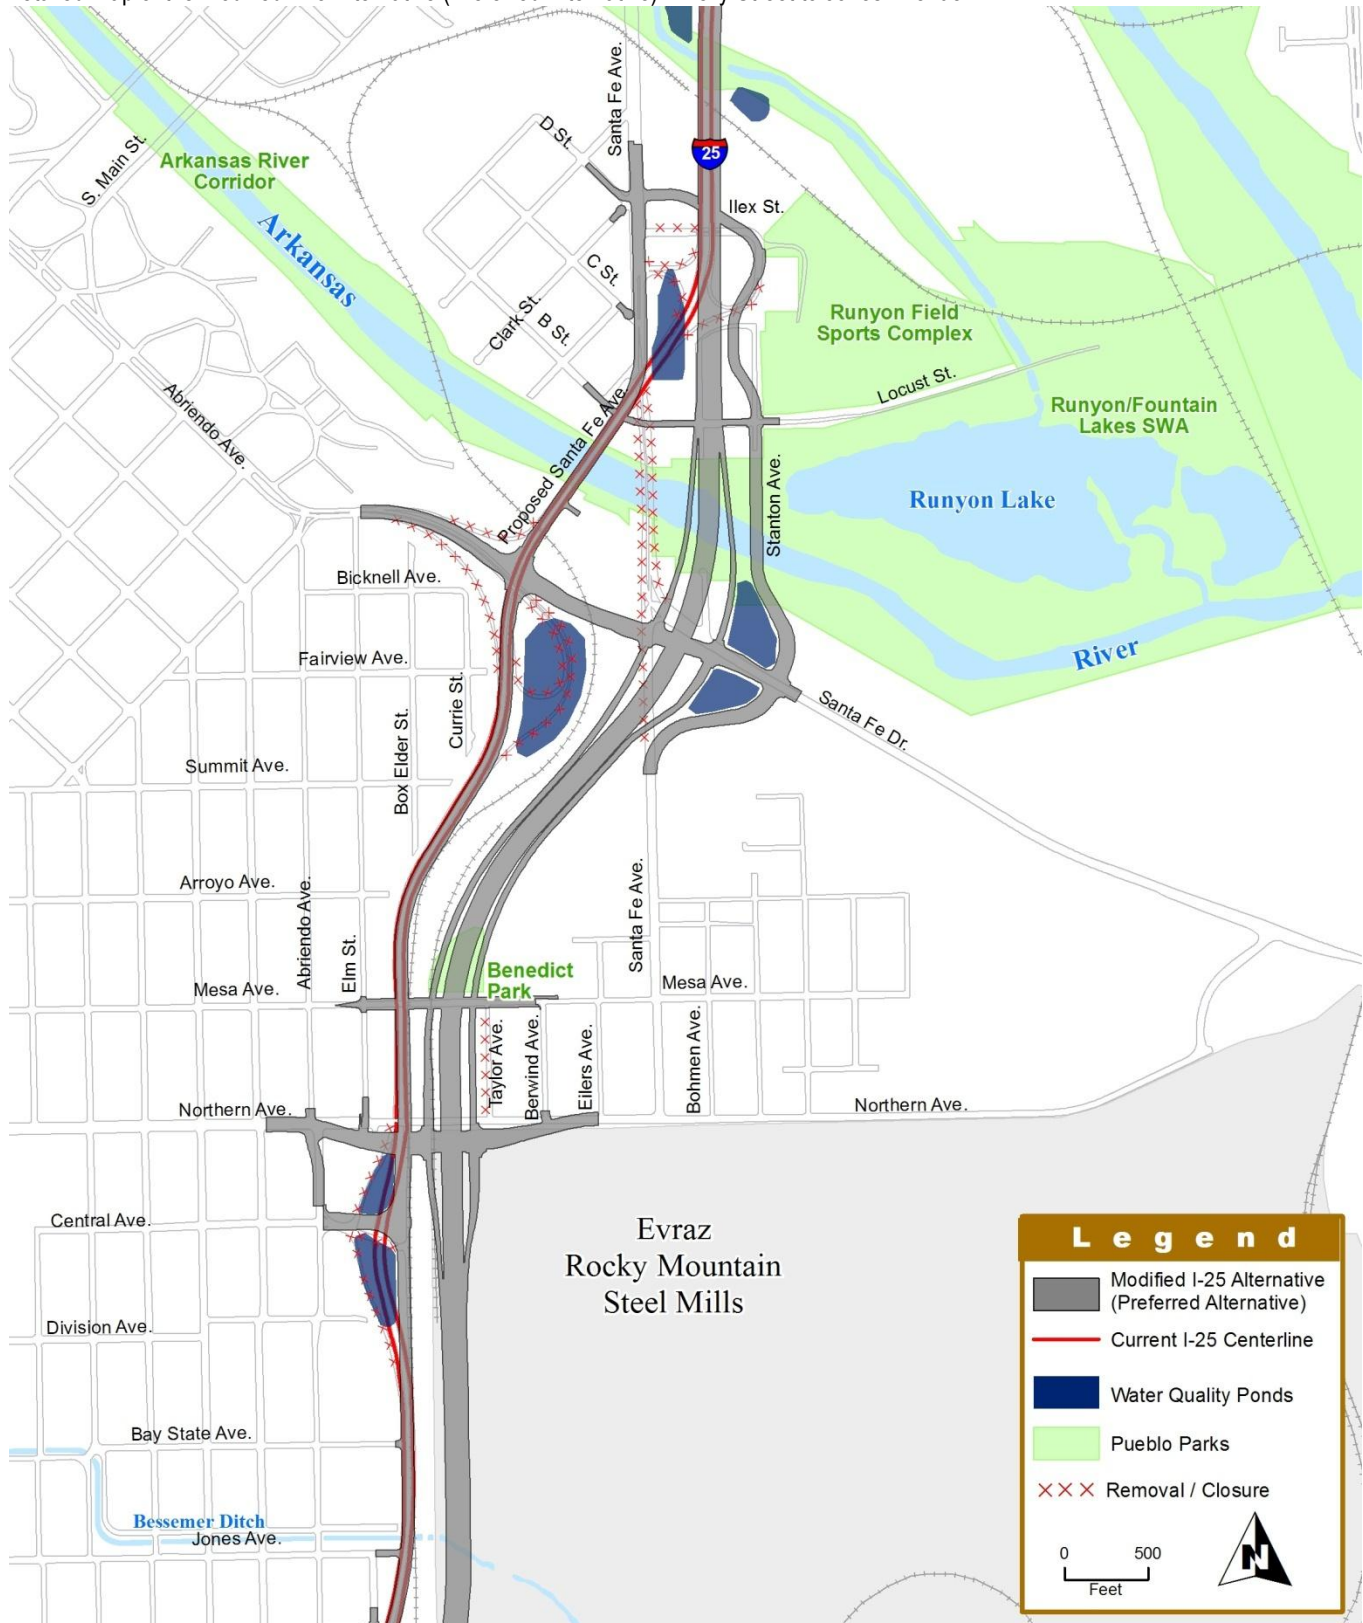 Santa Fe Ave.
D St.
S. Main St.
Arkansas River
Corridor
25
Ilex St.
Arkansas
C St.
Clark St.
B St.
Runyon Field
Sports Complex
Locust St.
Runyon/Fountain
Lakes SWA
Abriendo Ave.
Proposed Santa Fe Ave.
Runyon Lake
Stanton Ave.
Bicknell Ave.
Fairview Ave.
River
Currie St.
Box Elder St.
Santa Fe Dr.
Summit Ave.
Arroyo Ave.
Abriendo Ave.
Elm St.
Santa Fe Ave.
Benedict
Park
Mesa Ave.
Mesa Ave.
Taylor Ave.
Berwind Ave.
Eilers Ave.
Bohmen Ave.
Northern Ave.
Northern Ave.
Central Ave.
Evraz
Rocky Mountain
Steel Mills
Division Ave.
Bay State Ave.
Bessemer Ditch
Jones Ave.
Legend
Modified I-25 Alternative
(Preferred Alternative)
Current I-25 Centerline
Water Quality Ponds
Pueblo Parks
Removal / Closure
0 500
Feet
N